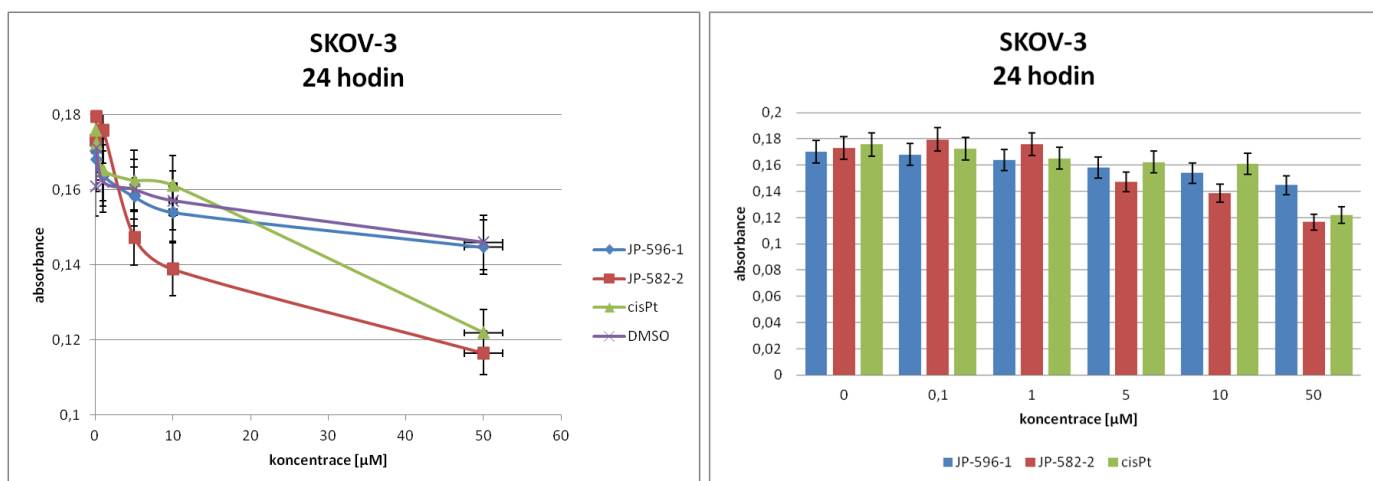 SKOV-3
24 hodin
0,18
0,16
0,14
0,12
0,1
absorbance
0
10
20
30
40
50
60
koncentrace [µM]
JP-596-1
JP-582-2
cisPt
DMSO
SKOV-3
24 hodin
0,2
0,18
0,16
0,14
0,12
0,1
0,08
0,06
0,04
0,02
0
absorbance
0
0,1
1
5
10
50
koncentrace [µM]
JP-596-1
JP-582-2
cisPt